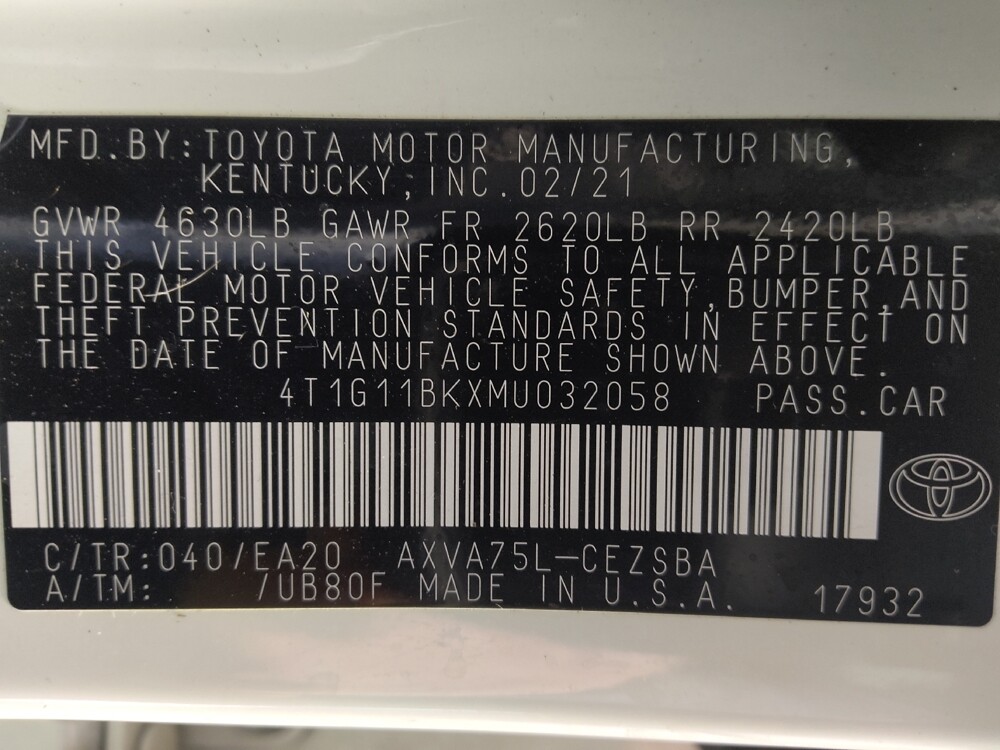 MFD.BY:TOYOTA MOTOR MANUFACTURING,
KENTUCKY, INC.02/21
GVWR 4630LB GAWR FR 2620LB RR 2420LB
THIS VEHICLE CONFORMS TO ALL APPLICABLE
FEDERAL MOTOR VEHICLE SAFETY,BUMPER,AND
THEFT PREVENTION STANDARDS IN EFFECT ON
THE DATE OF MANUFACTURE SHOWN ABOVE.
4T1G11BKXMU032058 PASS.CAR
C/TR:040/EA20 AXVA75L-CEZSBA
A/TM: /UB80F MADE IN U.S.A. 17932